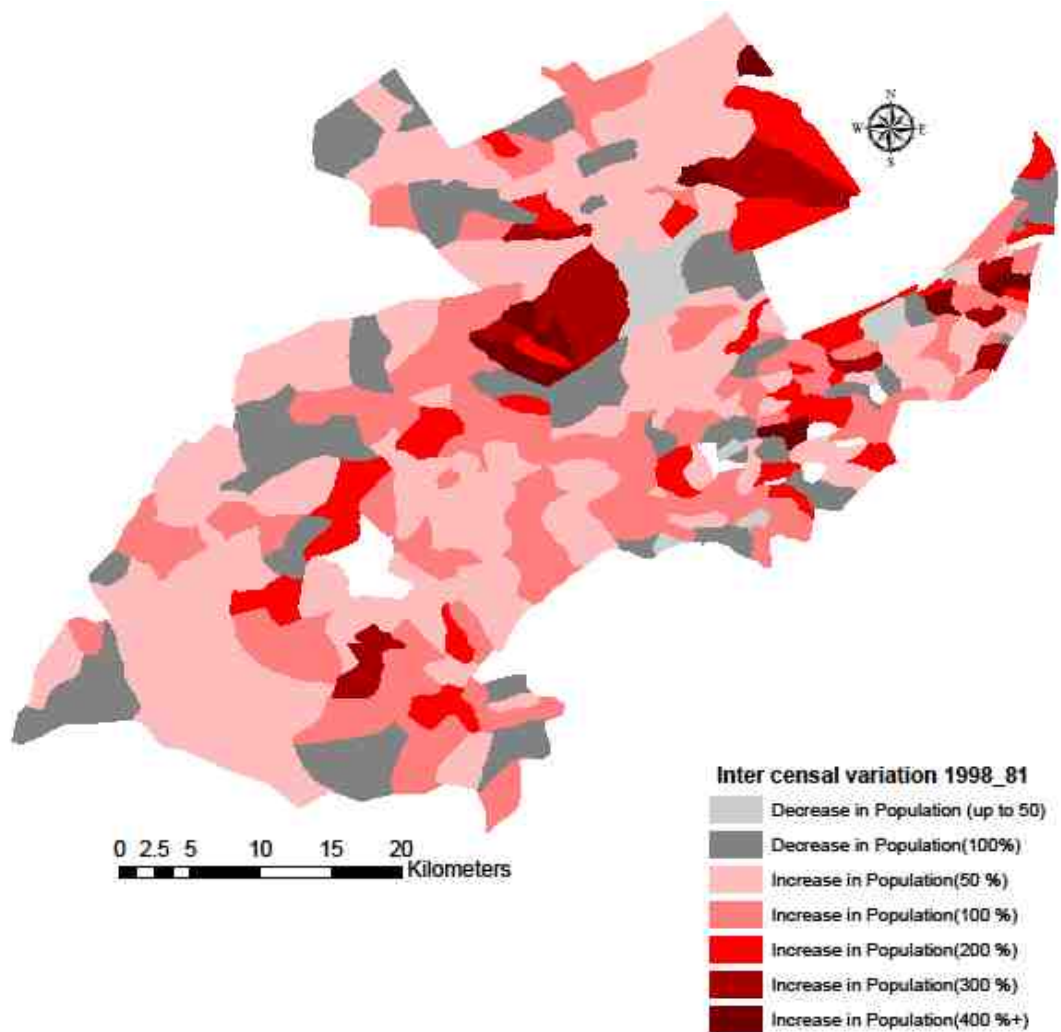 N
W E
S
Inter censal variation 1998_81
Decrease in Population (up to 50)
Decrease in Population(100%)
Increase in Population(50 %)
Increase in Population(100 %)
Increase in Population(200 %)
Increase in Population(300 %)
Increase in Population(400 %+)
0 2.5 5 10 15 20
Kilometers